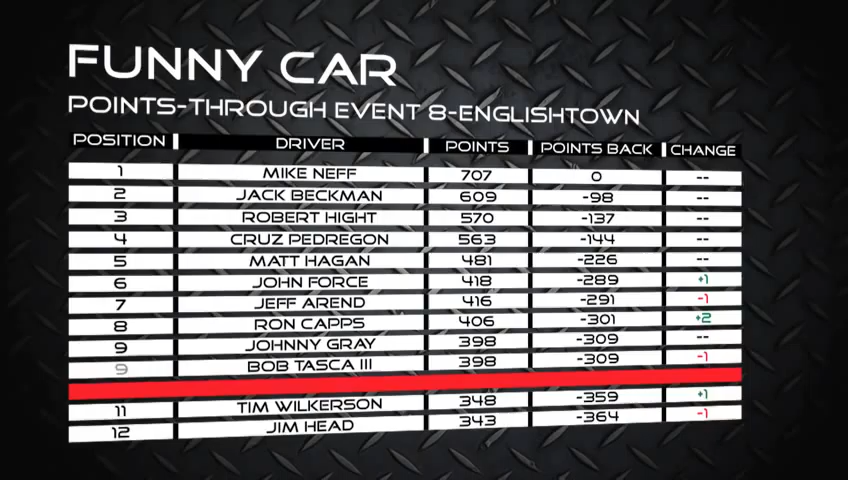 FUNNY CAR
POINTS-THROUGH EVENT 8-ENGLISHTOWN
POSITION DRIVER POINTS POINTS BACK CHANGE
1 MIKE NEFF 707 0 --
2 JACK BECKMAN 609 -98 --
3 ROBERT HIGHT 570 -137 --
4 CRUZ PEDREGON 563 -144 --
5 MATT HAGAN 481 -226 --
6 JOHN FORCE 418 -289 +1
7 JEFF AREND 416 -291 -1
8 RON CAPPS 406 -301 +2
9 JOHNNY GRAY 398 -309 --
9 BOB TASCA III 398 -309 -1
11 TIM WILKERSON 348 -359 +1
12 JIM HEAD 343 -364 -1